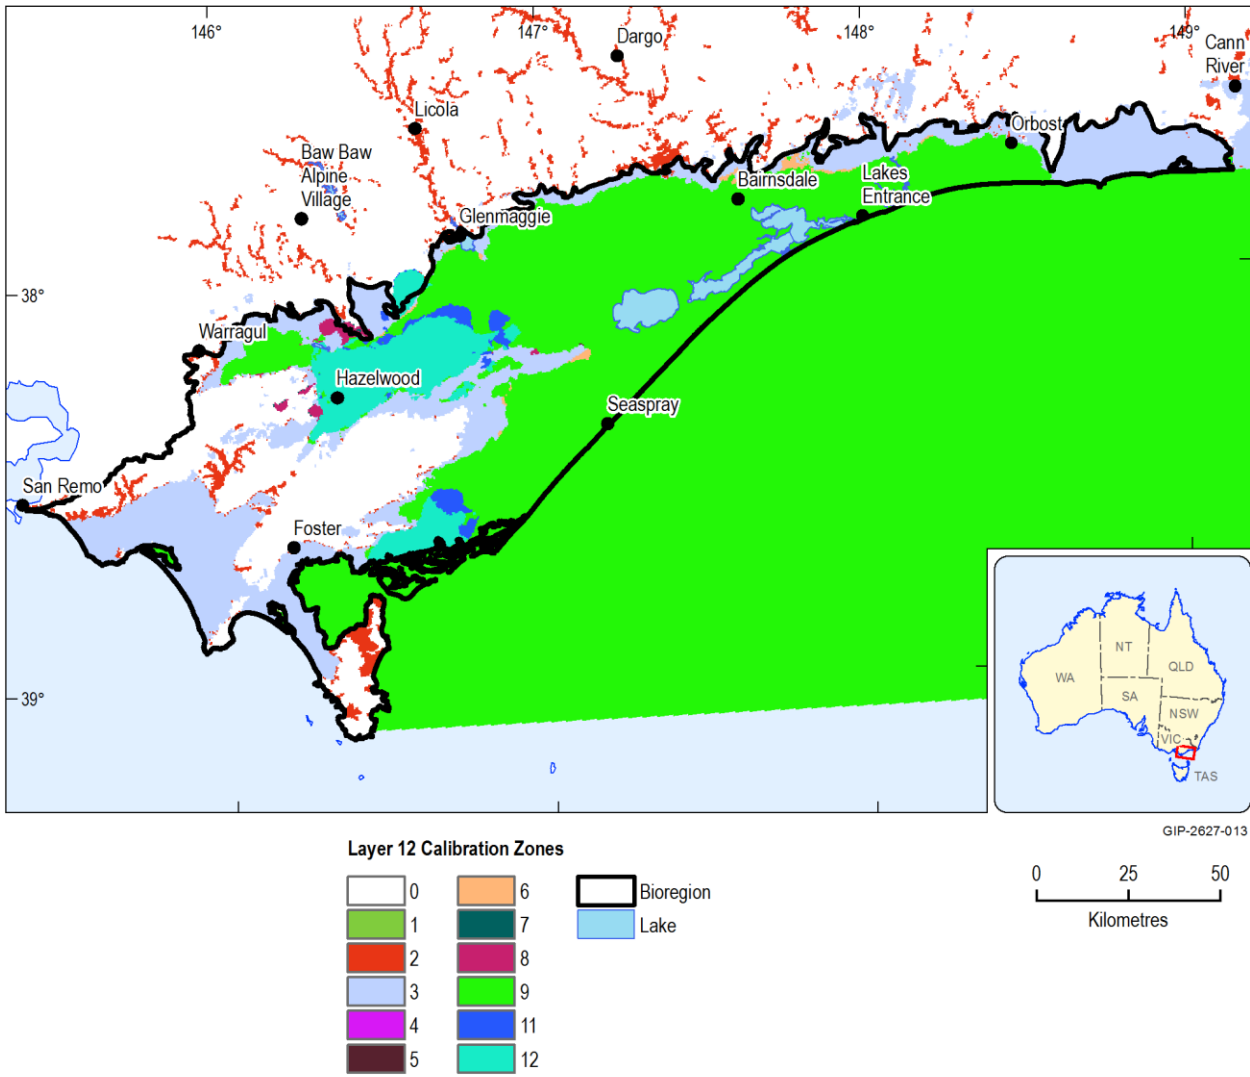 146°
147°
148°
149°
Dargo
Cann
River
Licola
Orbost
Baw Baw
Alpine
Village
Bairnsdale
Lakes
Entrance
Glenmaggie
38°
Warragul
Hazelwood
Seaspray
San Remo
Foster
39°
NT
QLD
WA
SA
NSW
VIC
TAS
GIP-2627-013
Layer 12 Calibration Zones
0 6 Bioregion
1 7 Lake
2 8
3 9
4 11
5 12
0 25 50
Kilometres